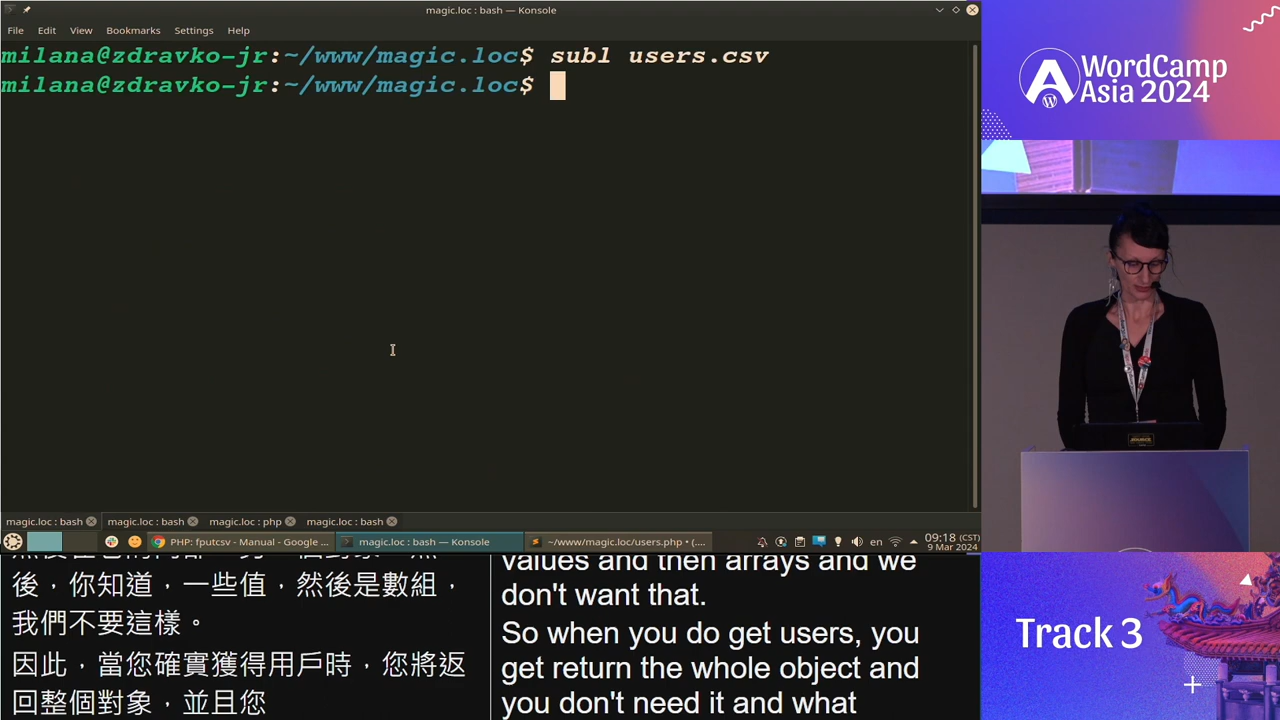 magic.loc : bash — Konsole
File Edit View Bookmarks Settings Help
milana@zdravko-jr:~/www/magic.loc$ subl users.csv
milana@zdravko-jr:~/www/magic.loc$
magic.loc : bash magic.loc : bash magic.loc : php magic.loc : bash
PHP: fputcsv - Manual - Google ... magic.loc : bash — Konsole ~/www/magic.loc/users.php • (.... en 09:18 (CST)
9 Mar 2024
後，你知道，一些值，然後是數組，
我們不要這樣。
因此，當您確實獲得用戶時，您將返
回整個對象，並且您
values and then arrays and we
don't want that.
So when you do get users, you
get return the whole object and
you don't need it and what
WordCamp
Asia 2024
Track 3